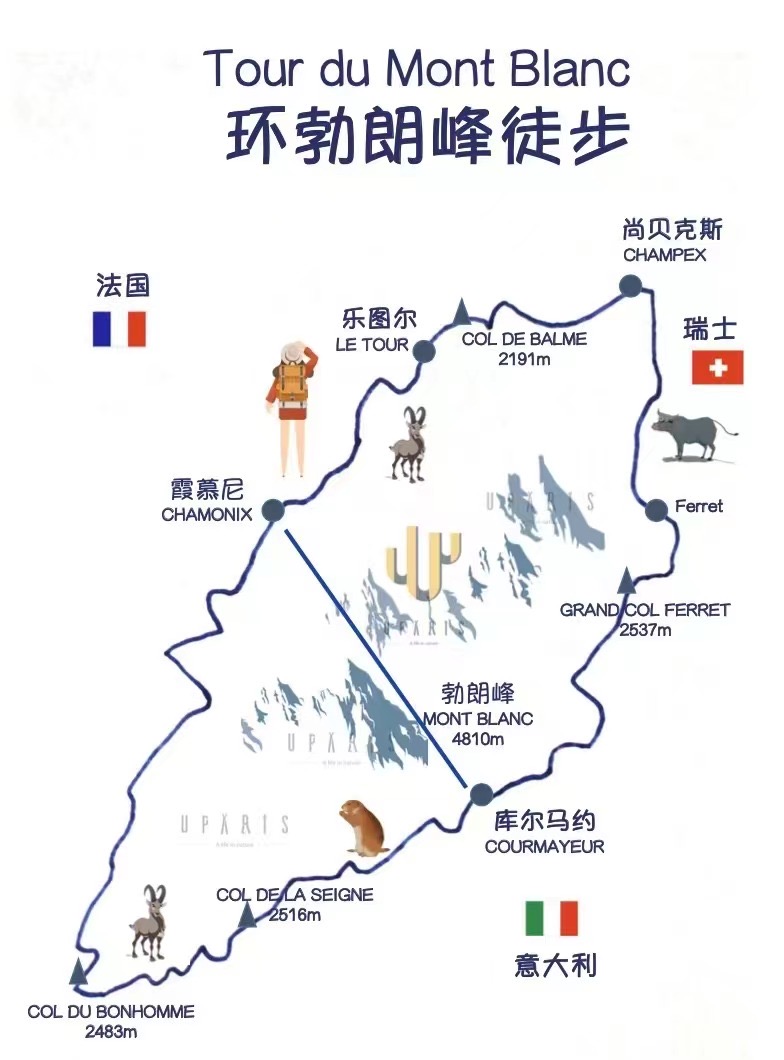 Tour du Mont Blanc
环勃朗峰徒步
尚贝克斯
CHAMPEX
法国
乐图尔
LE TOUR
COL DE BALME
2191m
瑞士
霞慕尼
CHAMONIX
UPARIS
Ferret
GRAND COL FERRET
2537m
UPARIS
勃朗峰
MONT BLANC
4810m
UPARIS
库尔马约
COURMAYEUR
UPARIS
COL DE LA SEIGNE
2516m
意大利
COL DU BONHOMME
2483m